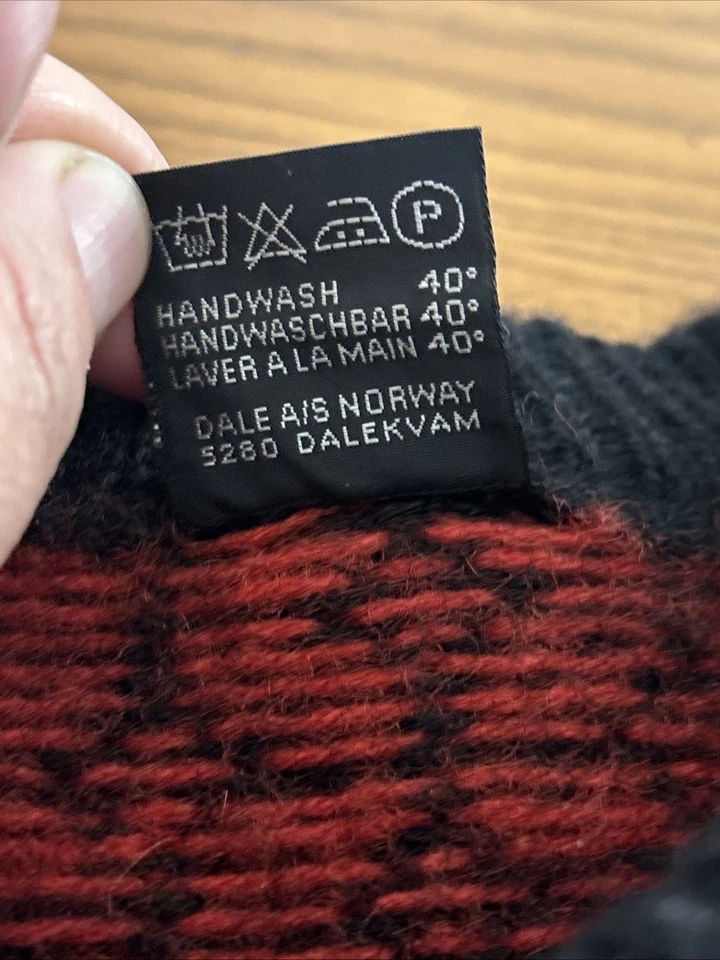 P
HANDWASH 40°
HANDWASCHBAR 40°
LAVER A LA MAIN 40°
DALE A/S NORWAY
5280 DALEKVAM